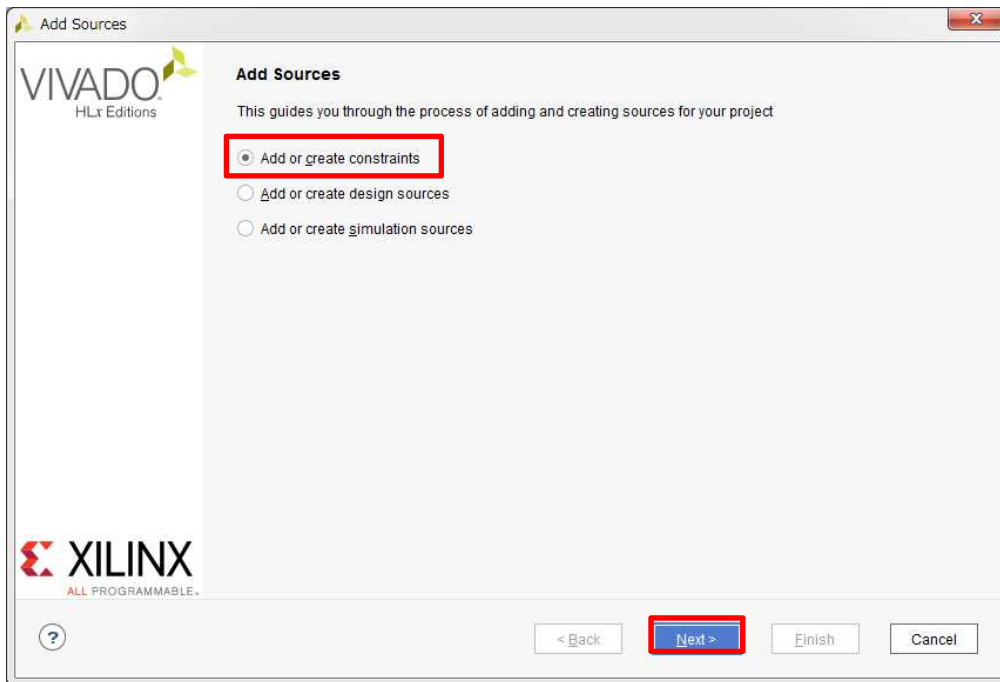 Add Sources
VIVADO
HLx Editions
Add Sources
This guides you through the process of adding and creating sources for your project
Add or create constraints
Add or create design sources
Add or create simulation sources
XILINX
ALL PROGRAMMABLE.
?
< Back
Next >
Finish
Cancel